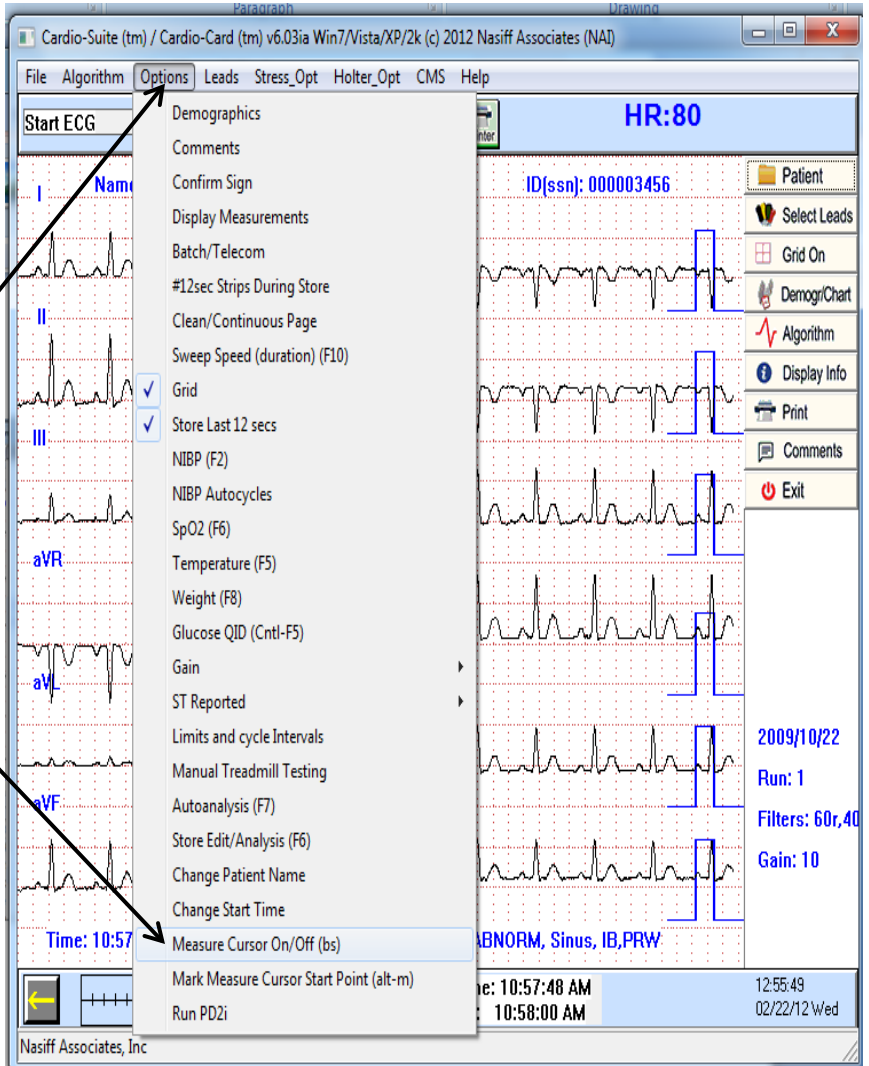 Paragraph
Drawing
Cardio-Suite (tm) / Cardio-Card (tm) v6.03ia Win7/Vista/XP/2k (c) 2012 Nasiff Associates (NAI)
File Algorithm Options Leads Stress_Opt Holter_Opt CMS Help
Start ECG
HR:80
ID(ssn): 000003456
I
II
III
aVR
aVL
aVF
Demographics
Comments
Confirm Sign
Display Measurements
Batch/Telecom
#12sec Strips During Store
Clean/Continuous Page
Sweep Speed (duration) (F10)
Grid
Store Last 12 secs
NIBP (F2)
NIBP Autocycles
SpO2 (F6)
Temperature (F5)
Weight (F8)
Glucose QID (Cntl-F5)
Gain
ST Reported
Limits and cycle Intervals
Manual Treadmill Testing
Autoanalysis (F7)
Store Edit/Analysis (F6)
Change Patient Name
Change Start Time
Measure Cursor On/Off (bs)
Mark Measure Cursor Start Point (alt-m)
Run PD2i
Patient
Select Leads
Grid On
Demogr/Chart
Algorithm
Display Info
Print
Comments
Exit
2009/10/22
Run: 1
Filters: 60r,40
Gain: 10
Time: 10:57
ABNORM, Sinus, IB,PRW
10:57:48 AM
10:58:00 AM
12:55:49
02/22/12 Wed
Nasiff Associates, Inc